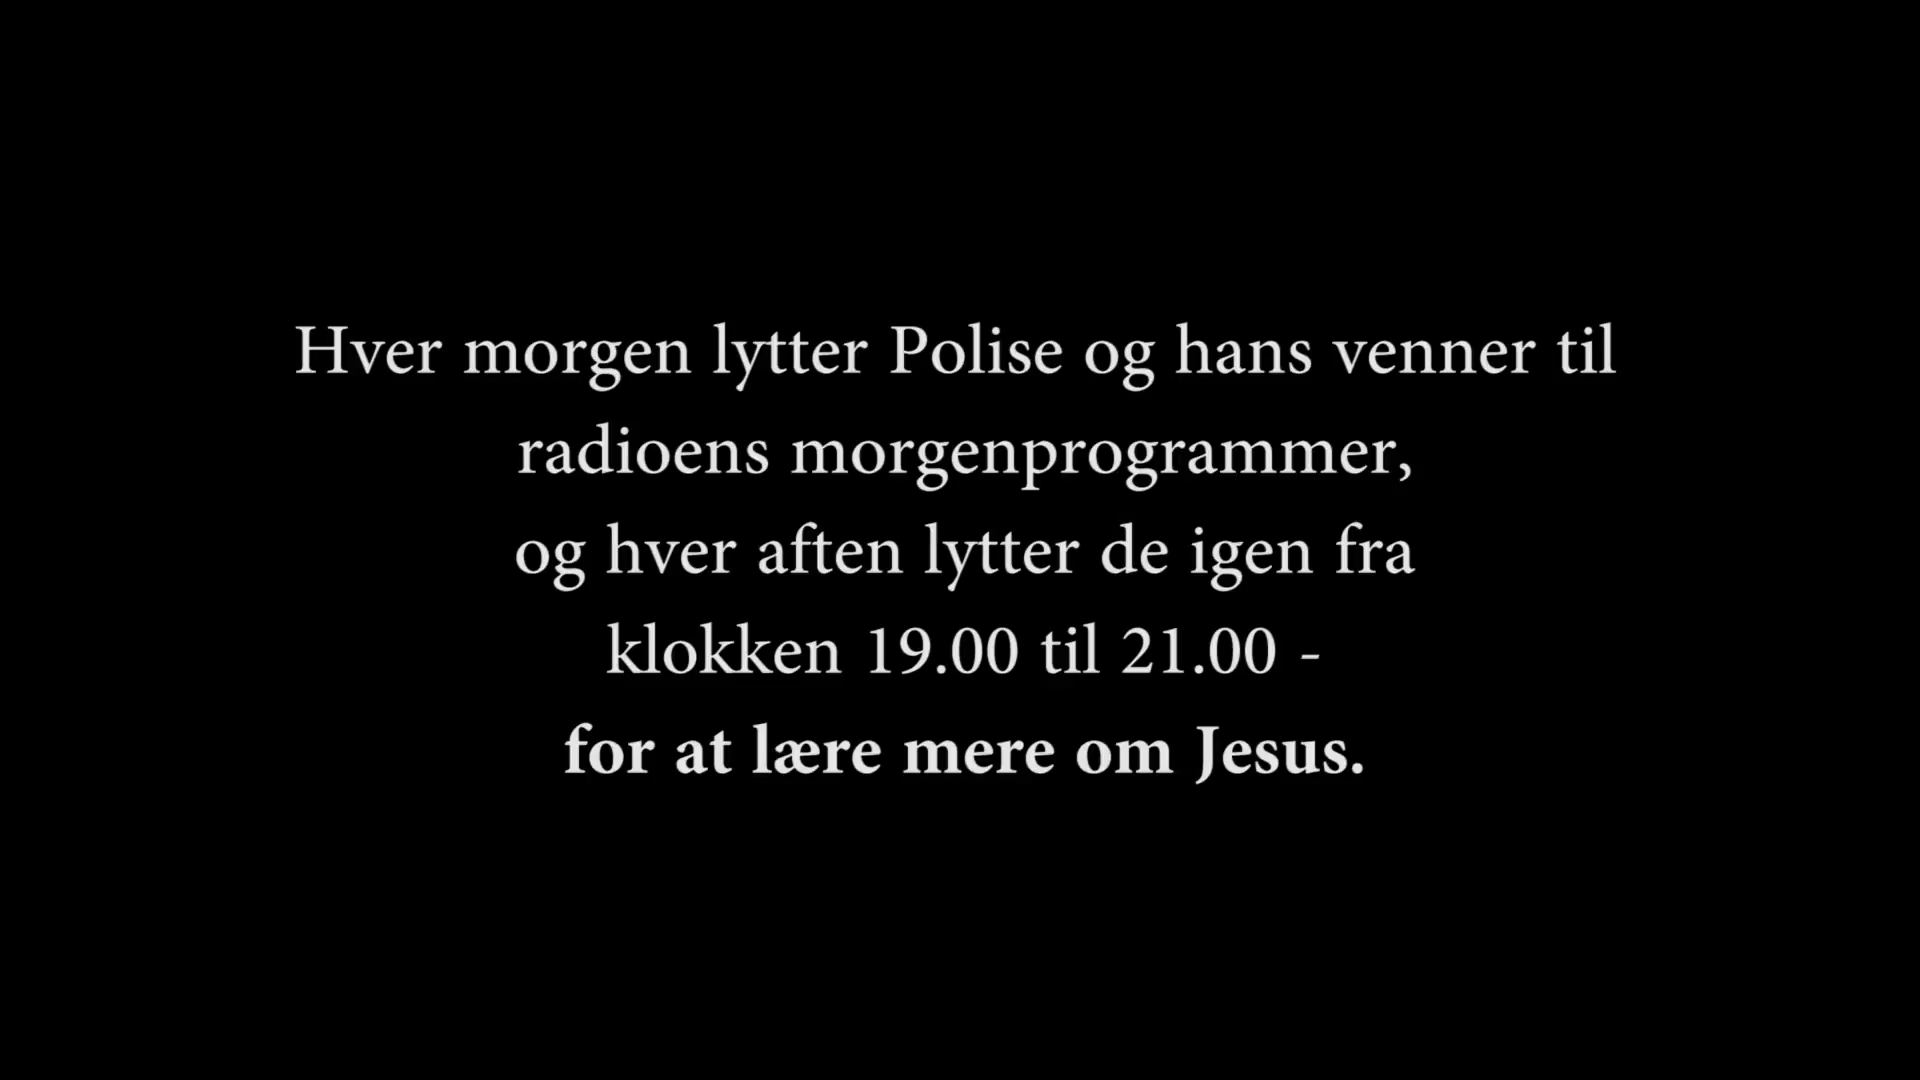 Hver morgen lytter Polise og hans venner til
radioens morgenprogrammer,
og hver aften lytter de igen fra
klokken 19.00 til 21.00 -
for at lære mere om Jesus.